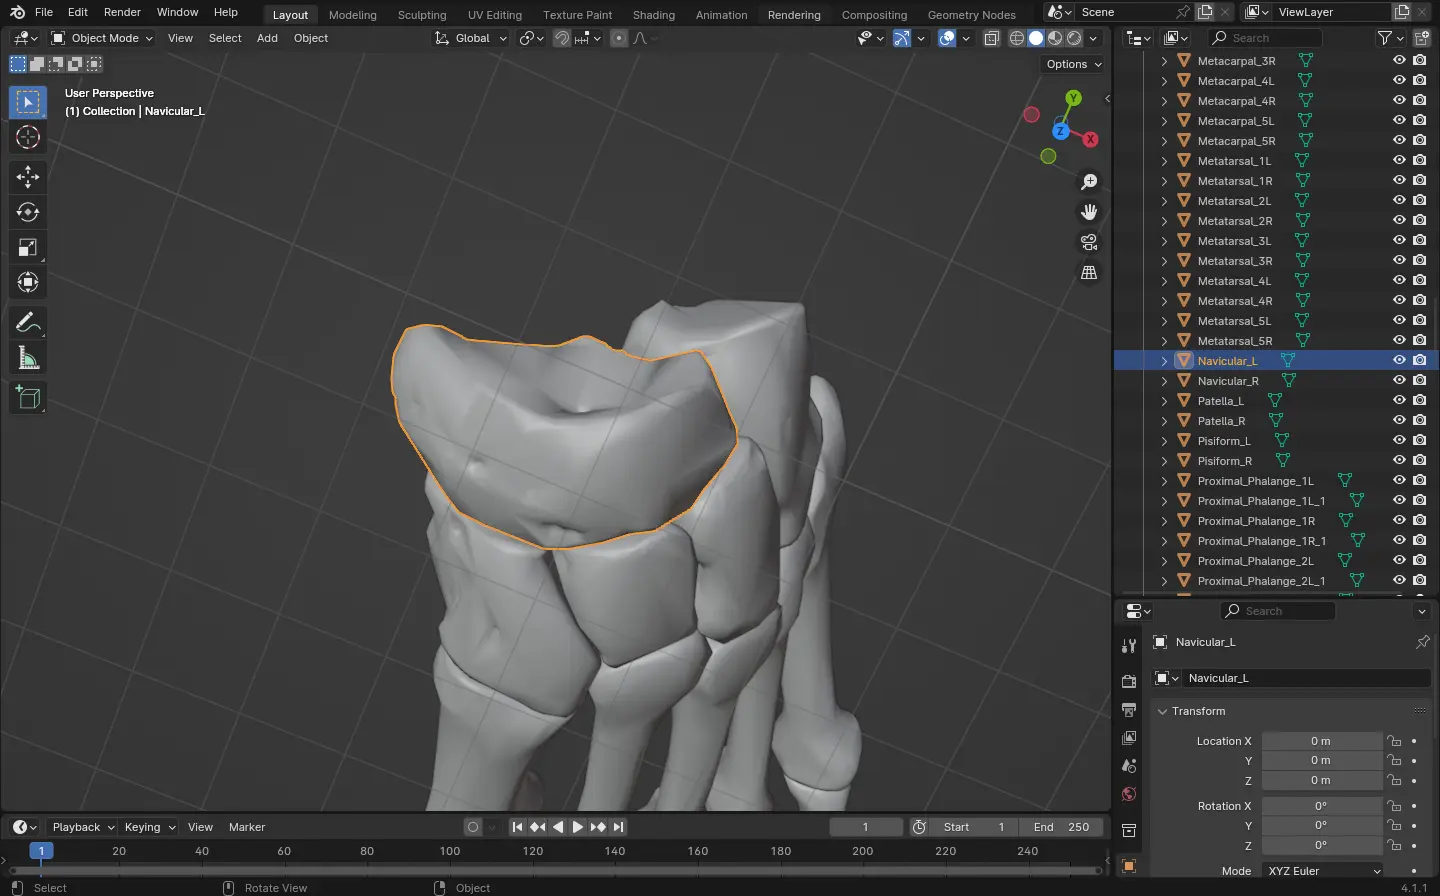 File Edit Render Window Help Layout Modeling Sculpting UV Editing Texture Paint Shading Animation Rendering Compositing Geometry Nodes Scene ViewLayer
Object Mode View Select Add Object Global Search
Options
User Perspective
(1) Collection | Navicular_L
Y
Z
X
Metacarpal_3R
Metacarpal_4L
Metacarpal_4R
Metacarpal_5L
Metacarpal_5R
Metatarsal_1L
Metatarsal_1R
Metatarsal_2L
Metatarsal_2R
Metatarsal_3L
Metatarsal_3R
Metatarsal_4L
Metatarsal_4R
Metatarsal_5L
Metatarsal_5R
Navicular_L
Navicular_R
Patella_L
Patella_R
Pisiform_L
Pisiform_R
Proximal_Phalange_1L
Proximal_Phalange_1L_1
Proximal_Phalange_1R
Proximal_Phalange_1R_1
Proximal_Phalange_2L
Proximal_Phalange_2L_1
Search
Navicular_L
Navicular_L
Transform
Location X 0 m
Y 0 m
Z 0 m
Rotation X 0°
Y 0°
Z 0°
Mode XYZ Euler
Playback Keying View Marker 1 Start 1 End 250
1 20 40 60 80 100 120 140 160 180 200 220 240
Select Rotate View Object 4.1.1